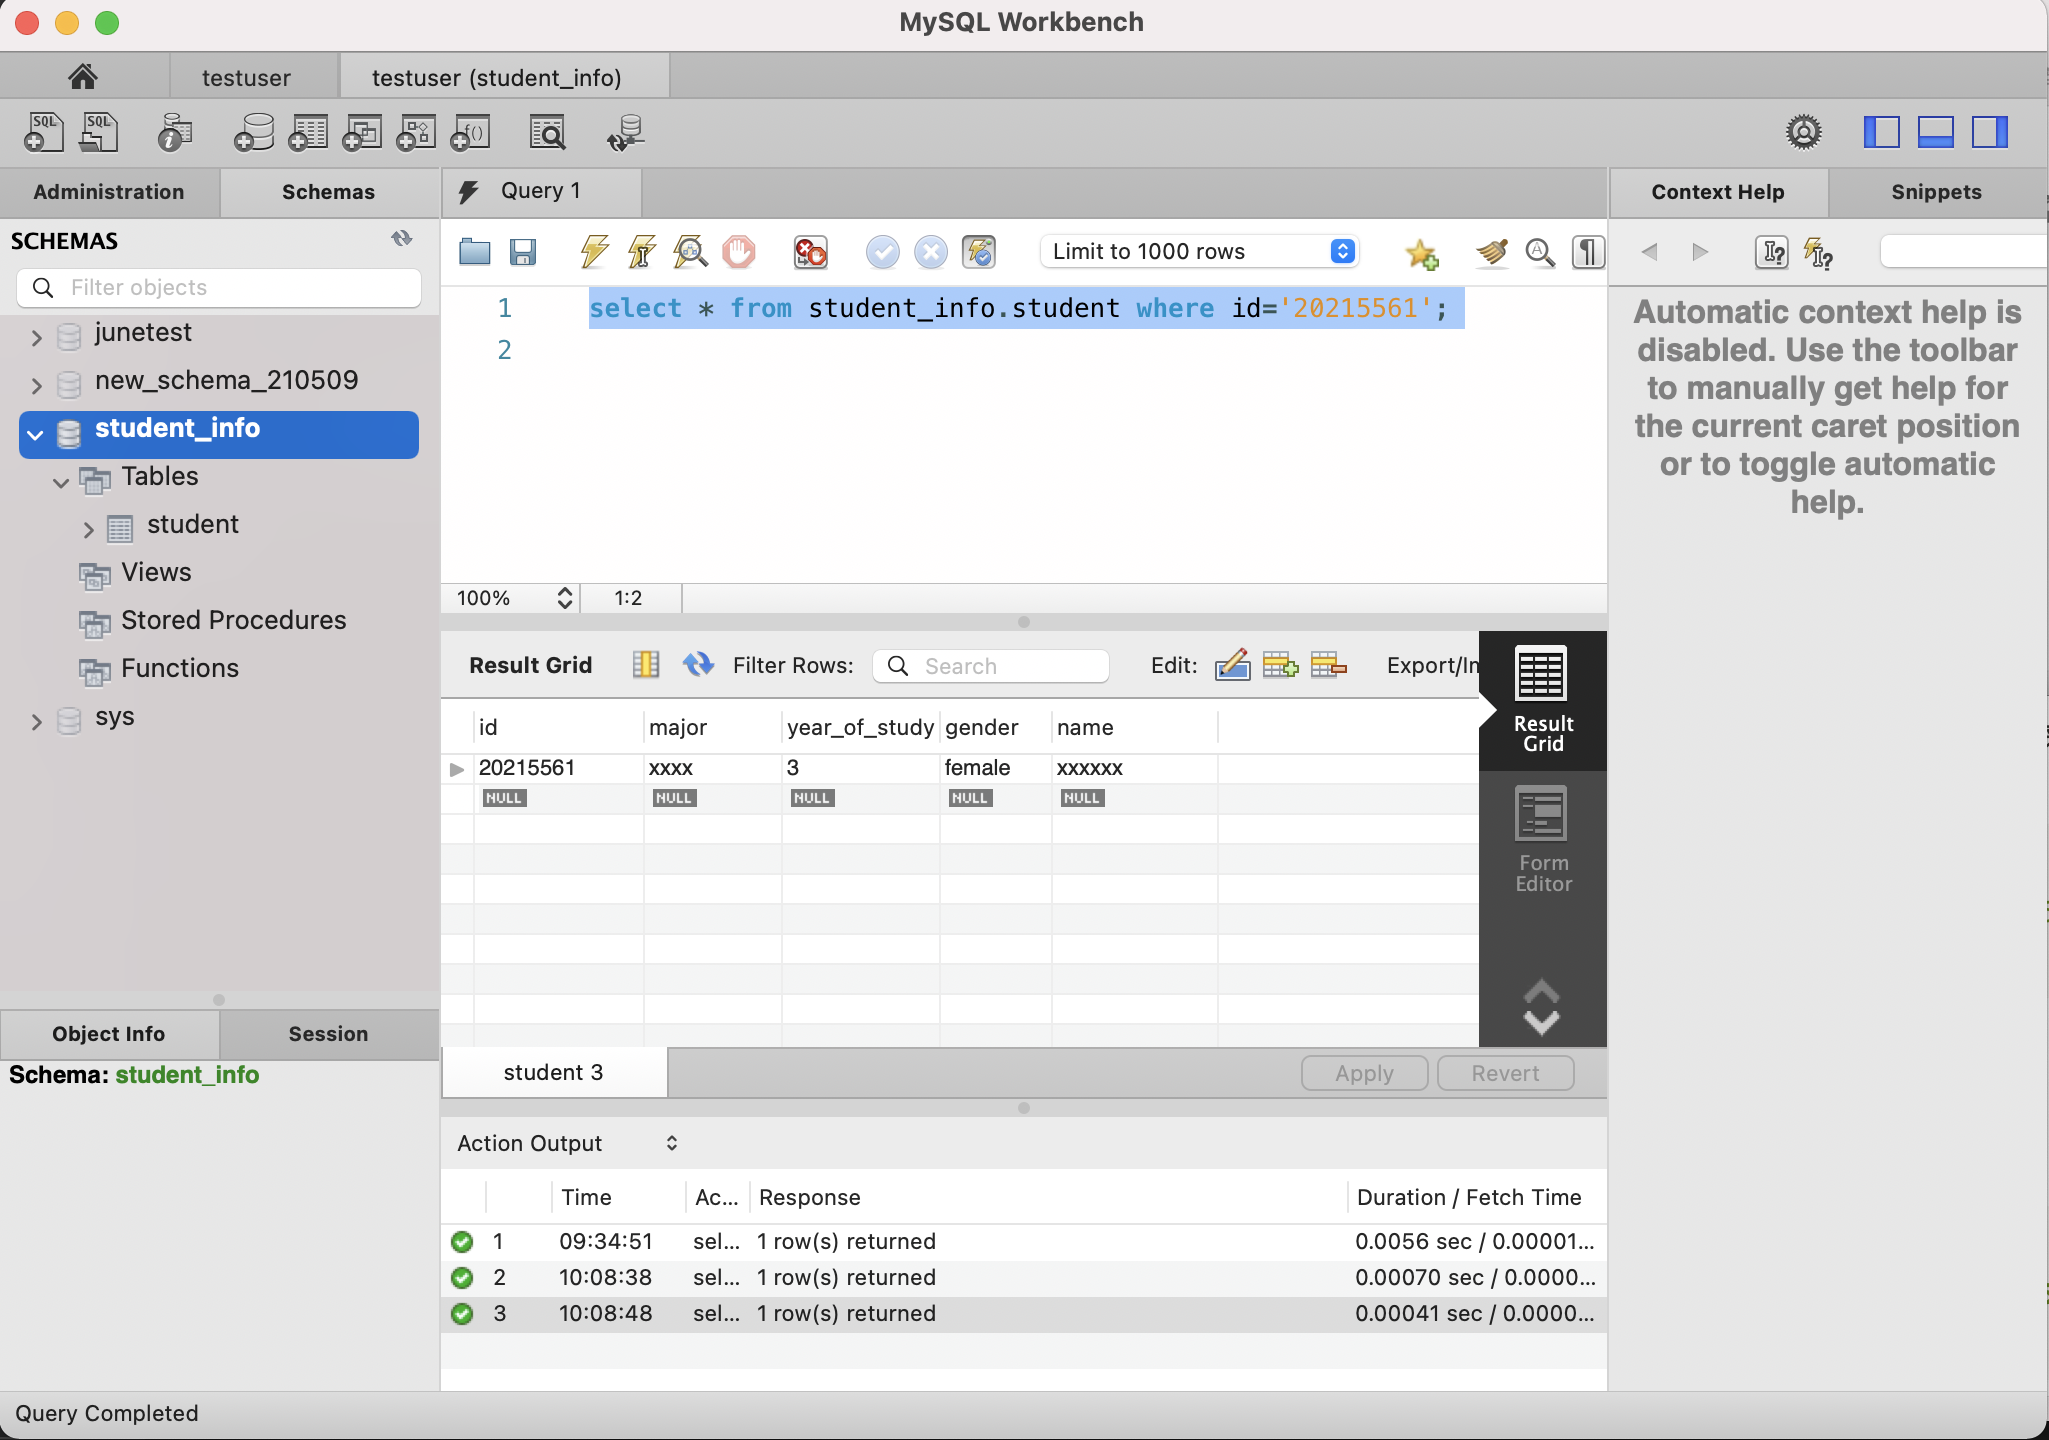 MySQL Workbench
testuser
testuser (student_info)
SQL
SQL
Administration
Schemas
Query 1
Context Help
Snippets
SCHEMAS
Filter objects
Limit to 1000 rows
junetest
new_schema_210509
student_info
Tables
student
Views
Stored Procedures
Functions
sys
1 select * from student_info.student where id='20215561';
2
Automatic context help is
disabled. Use the toolbar
to manually get help for
the current caret position
or to toggle automatic
help.
100%
1:2
Result Grid
Filter Rows:
Search
Edit:
Export/In
Result
Grid
Form
Editor
id major year_of_study gender name
20215561 xxxx 3 female xxxxxx
NULL NULL NULL NULL NULL
Object Info
Session
Schema: student_info
student 3
Apply
Revert
Action Output
Time Ac... Response Duration / Fetch Time
1 09:34:51 sel... 1 row(s) returned 0.0056 sec / 0.00001...
2 10:08:38 sel... 1 row(s) returned 0.00070 sec / 0.0000...
3 10:08:48 sel... 1 row(s) returned 0.00041 sec / 0.0000...
Query Completed